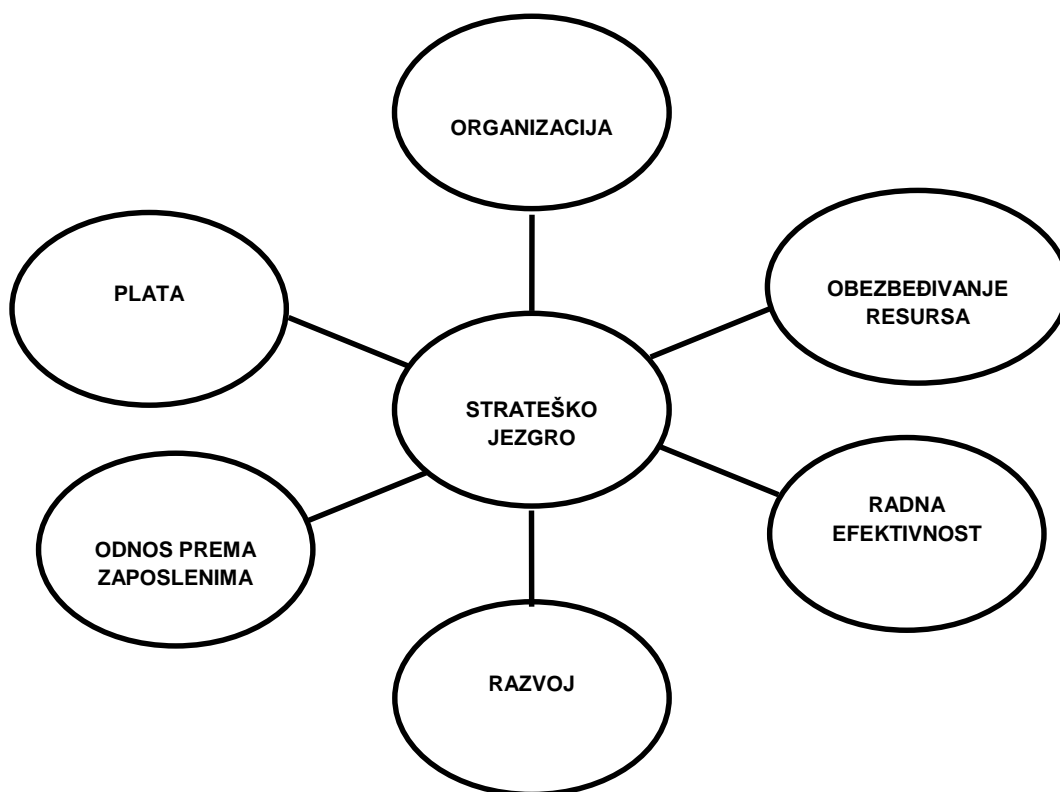 ORGANIZACIJA
PLATA
OBEZBEĐIVANJE
RESURSA
STRATEŠKO
JEZGRO
ODNOS PREMA
ZAPOSLENIMA
RADNA
EFEKTIVNOST
RAZVOJ